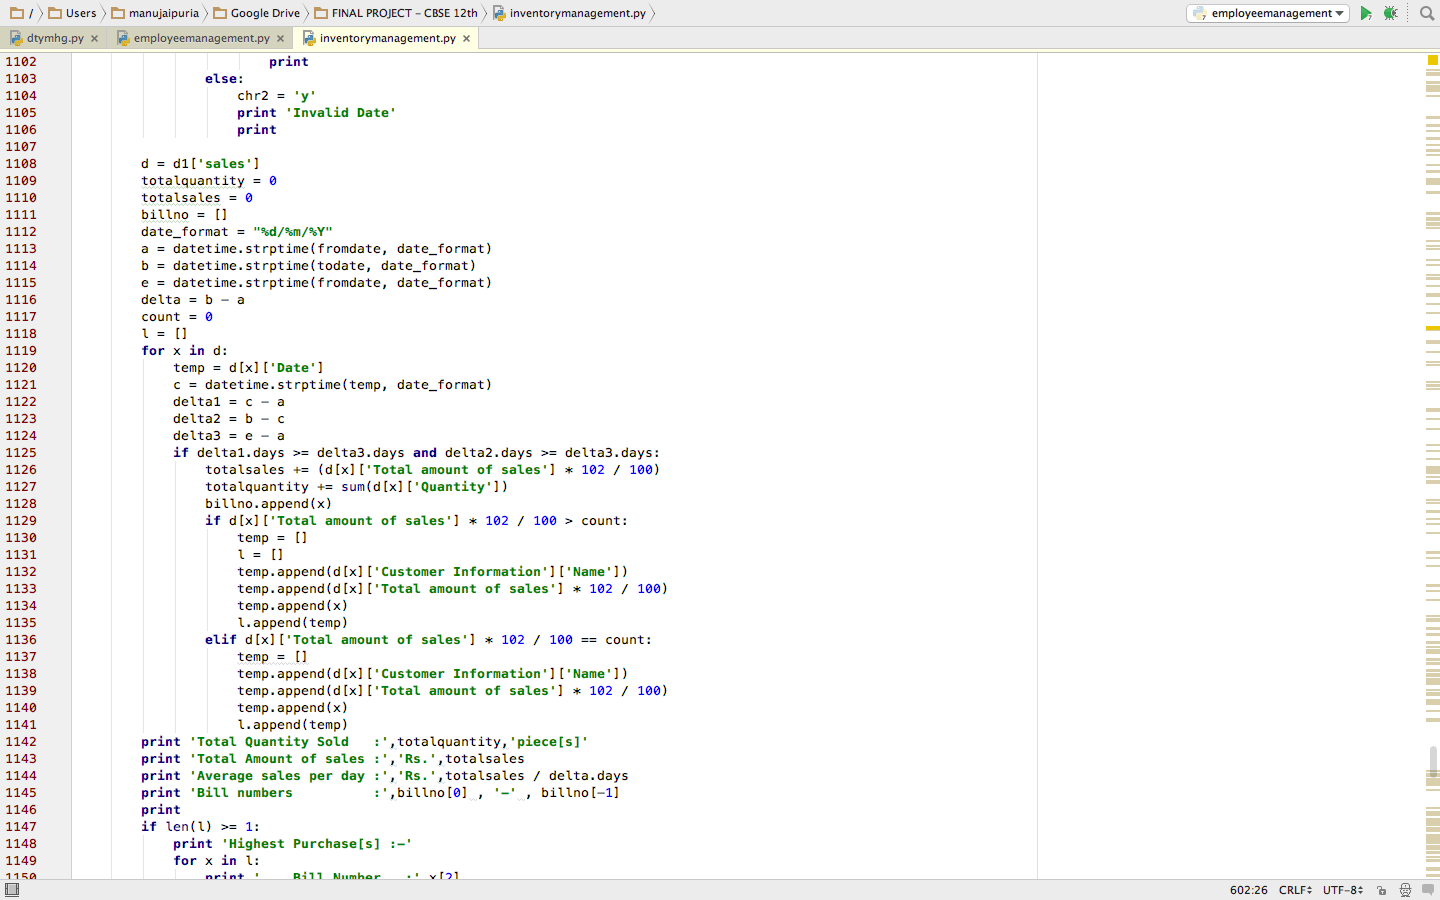 / Users manujaipuria Google Drive FINAL PROJECT – CBSE 12th inventorymanagement.py employeemanagement
dtymhg.py × employeemanagement.py × inventorymanagement.py ×
1102 print
1103 else:
1104 chr2 = 'y'
1105 print 'Invalid Date'
1106 print
1107
1108 d = d1['sales']
1109 totalquantity = 0
1110 totalsales = 0
1111 billno = []
1112 date_format = "%d/%m/%Y"
1113 a = datetime.strptime(fromdate, date_format)
1114 b = datetime.strptime(todate, date_format)
1115 e = datetime.strptime(fromdate, date_format)
1116 delta = b – a
1117 count = 0
1118 l = []
1119 for x in d:
1120 temp = d[x]['Date']
1121 c = datetime.strptime(temp, date_format)
1122 delta1 = c – a
1123 delta2 = b – c
1124 delta3 = e – a
1125 if delta1.days >= delta3.days and delta2.days >= delta3.days:
1126 totalsales += (d[x]['Total amount of sales'] * 102 / 100)
1127 totalquantity += sum(d[x]['Quantity'])
1128 billno.append(x)
1129 if d[x]['Total amount of sales'] * 102 / 100 > count:
1130 temp = []
1131 l = []
1132 temp.append(d[x]['Customer Information']['Name'])
1133 temp.append(d[x]['Total amount of sales'] * 102 / 100)
1134 temp.append(x)
1135 l.append(temp)
1136 elif d[x]['Total amount of sales'] * 102 / 100 == count:
1137 temp = []
1138 temp.append(d[x]['Customer Information']['Name'])
1139 temp.append(d[x]['Total amount of sales'] * 102 / 100)
1140 temp.append(x)
1141 l.append(temp)
1142 print 'Total Quantity Sold   :',totalquantity,'piece[s]'
1143 print 'Total Amount of sales :','Rs.',totalsales
1144 print 'Average sales per day :','Rs.',totalsales / delta.days
1145 print 'Bill numbers          :',billno[0] , '–' , billno[–1]
1146 print
1147 if len(l) >= 1:
1148 print 'Highest Purchase[s] :–'
1149 for x in l:
1150 print '    Bill Number   :',x[2]
602:26 CRLF UTF-8